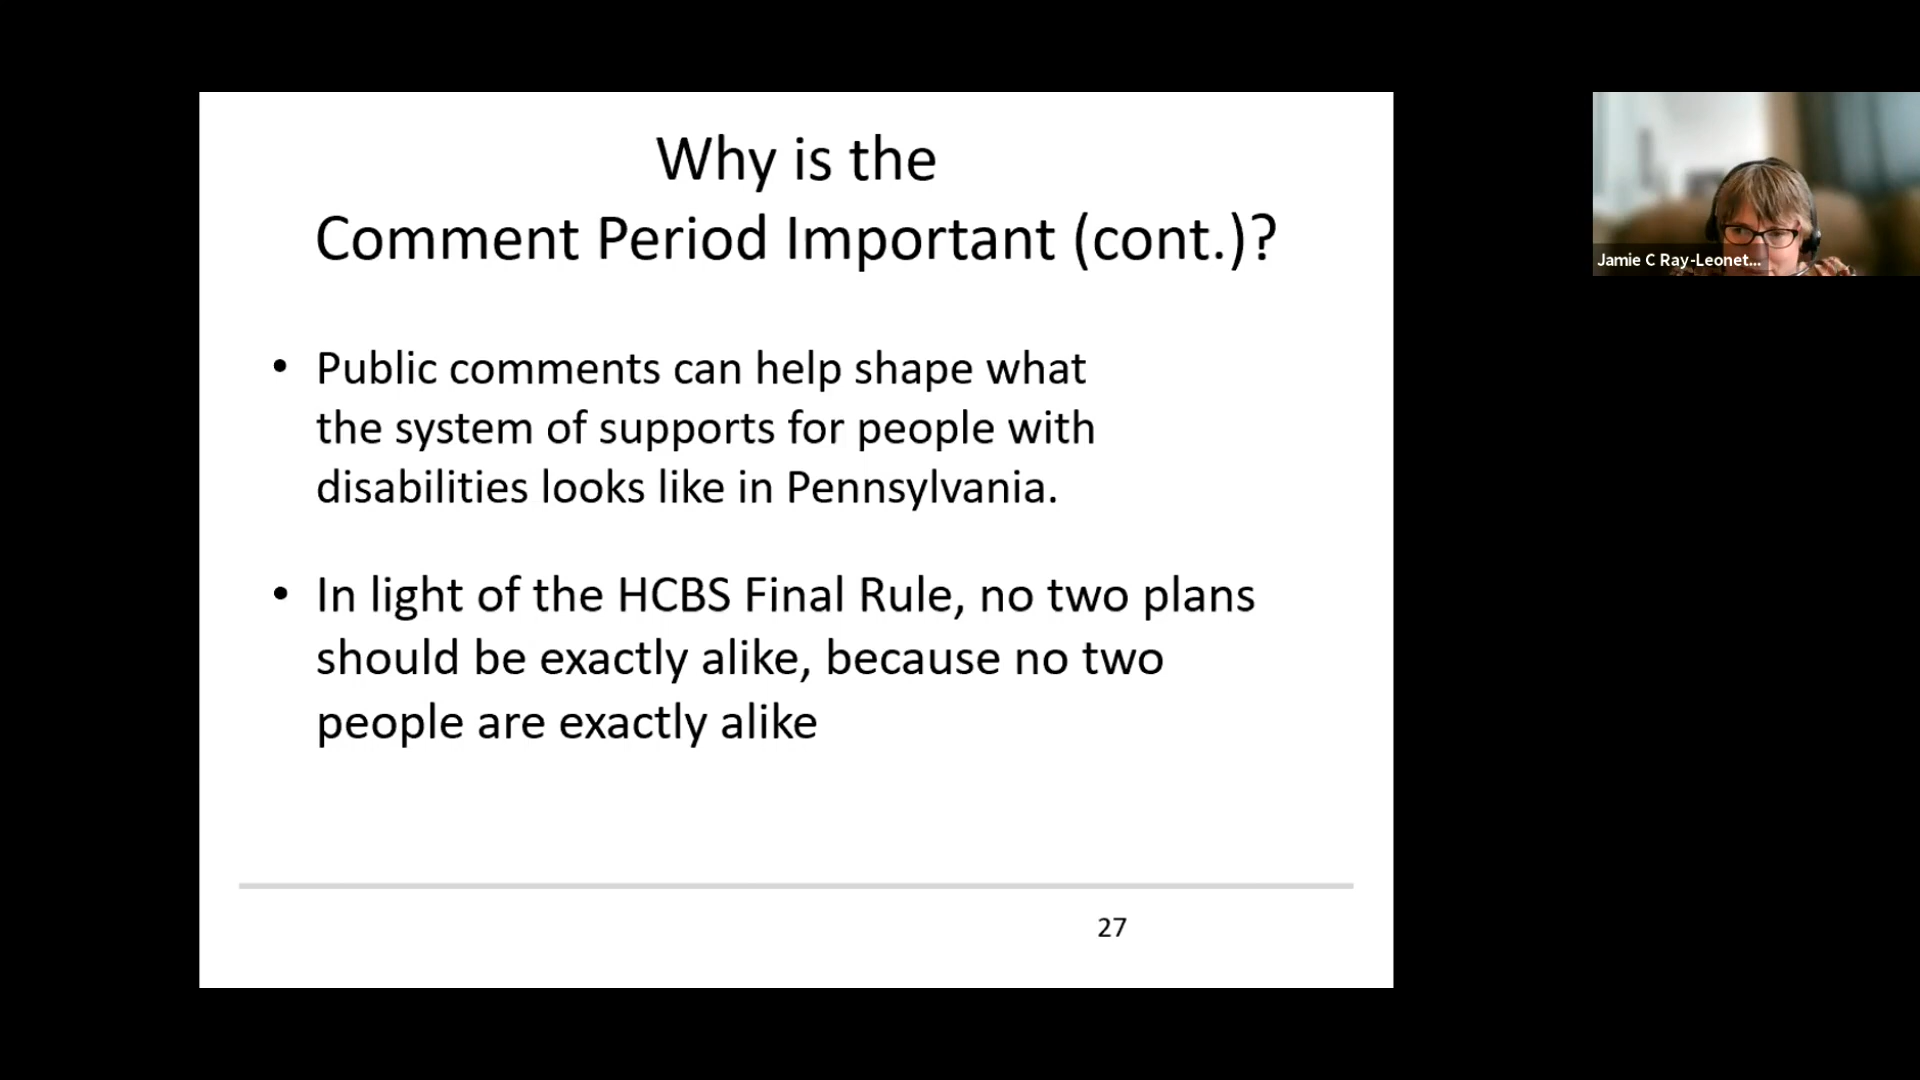 Why is the
Comment Period Important (cont.)?
• Public comments can help shape what
the system of supports for people with
disabilities looks like in Pennsylvania.
• In light of the HCBS Final Rule, no two plans
should be exactly alike, because no two
people are exactly alike
27
Jamie C Ray-Leonet...